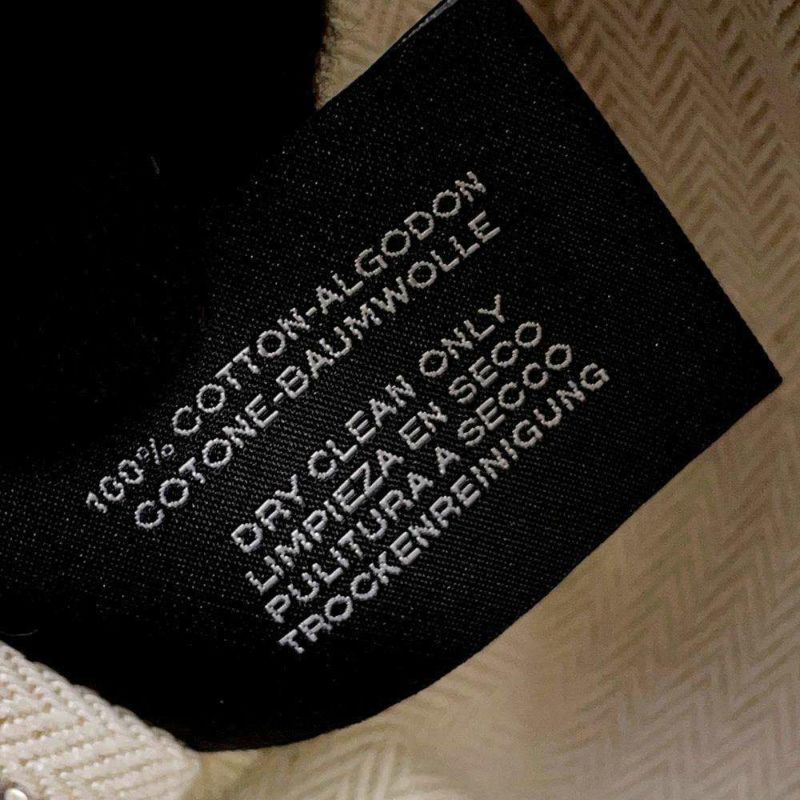 100% COTTON-ALGODON
COTONE-BAUMWOLLE
DRY CLEAN ONLY
LIMPIEZA EN SECO
PULITURA A SECCO
TROCKENREINIGUNG